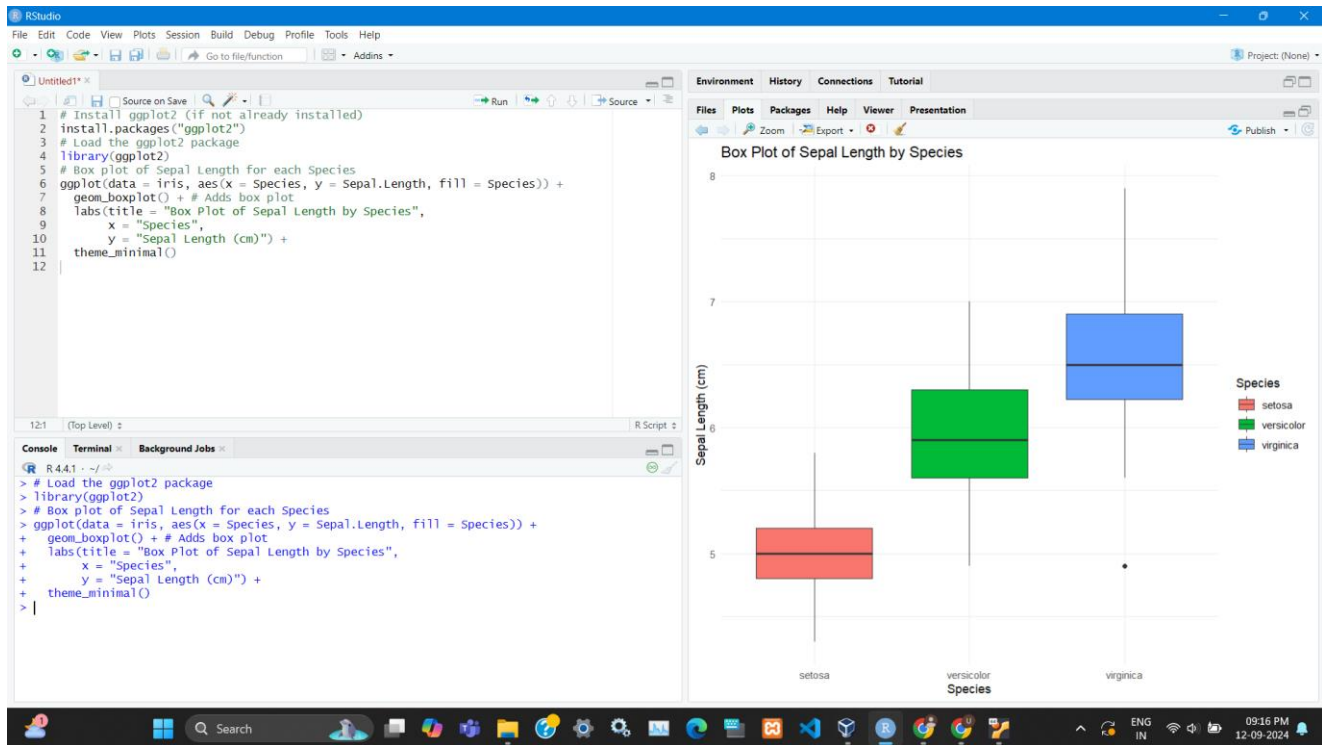 RStudio
File Edit Code View Plots Session Build Debug Profile Tools Help
Go to file/function Addins Project: (None)
Untitled1*
Source on Save Run Source
1 # Install ggplot2 (if not already installed)
2 install.packages("ggplot2")
3 # Load the ggplot2 package
4 library(ggplot2)
5 # Box plot of Sepal Length for each Species
6 ggplot(data = iris, aes(x = Species, y = Sepal.Length, fill = Species)) +
7 geom_boxplot() + # Adds box plot
8 labs(title = "Box Plot of Sepal Length by Species",
9 x = "Species",
10 y = "Sepal Length (cm)") +
11 theme_minimal()
12
12:1 (Top Level) R Script
Console Terminal Background Jobs
R R 4.4.1 · ~/
> # Load the ggplot2 package
> library(ggplot2)
> # Box plot of Sepal Length for each Species
> ggplot(data = iris, aes(x = Species, y = Sepal.Length, fill = Species)) +
+ geom_boxplot() + # Adds box plot
+ labs(title = "Box Plot of Sepal Length by Species",
+ x = "Species",
+ y = "Sepal Length (cm)") +
+ theme_minimal()
>
Environment History Connections Tutorial
Files Plots Packages Help Viewer Presentation
Zoom Export Publish
Box Plot of Sepal Length by Species
8
7
6
5
Sepal Length (cm)
setosa versicolor virginica
Species
Species
setosa
versicolor
virginica
1
Search
ENG
IN
09:16 PM
12-09-2024